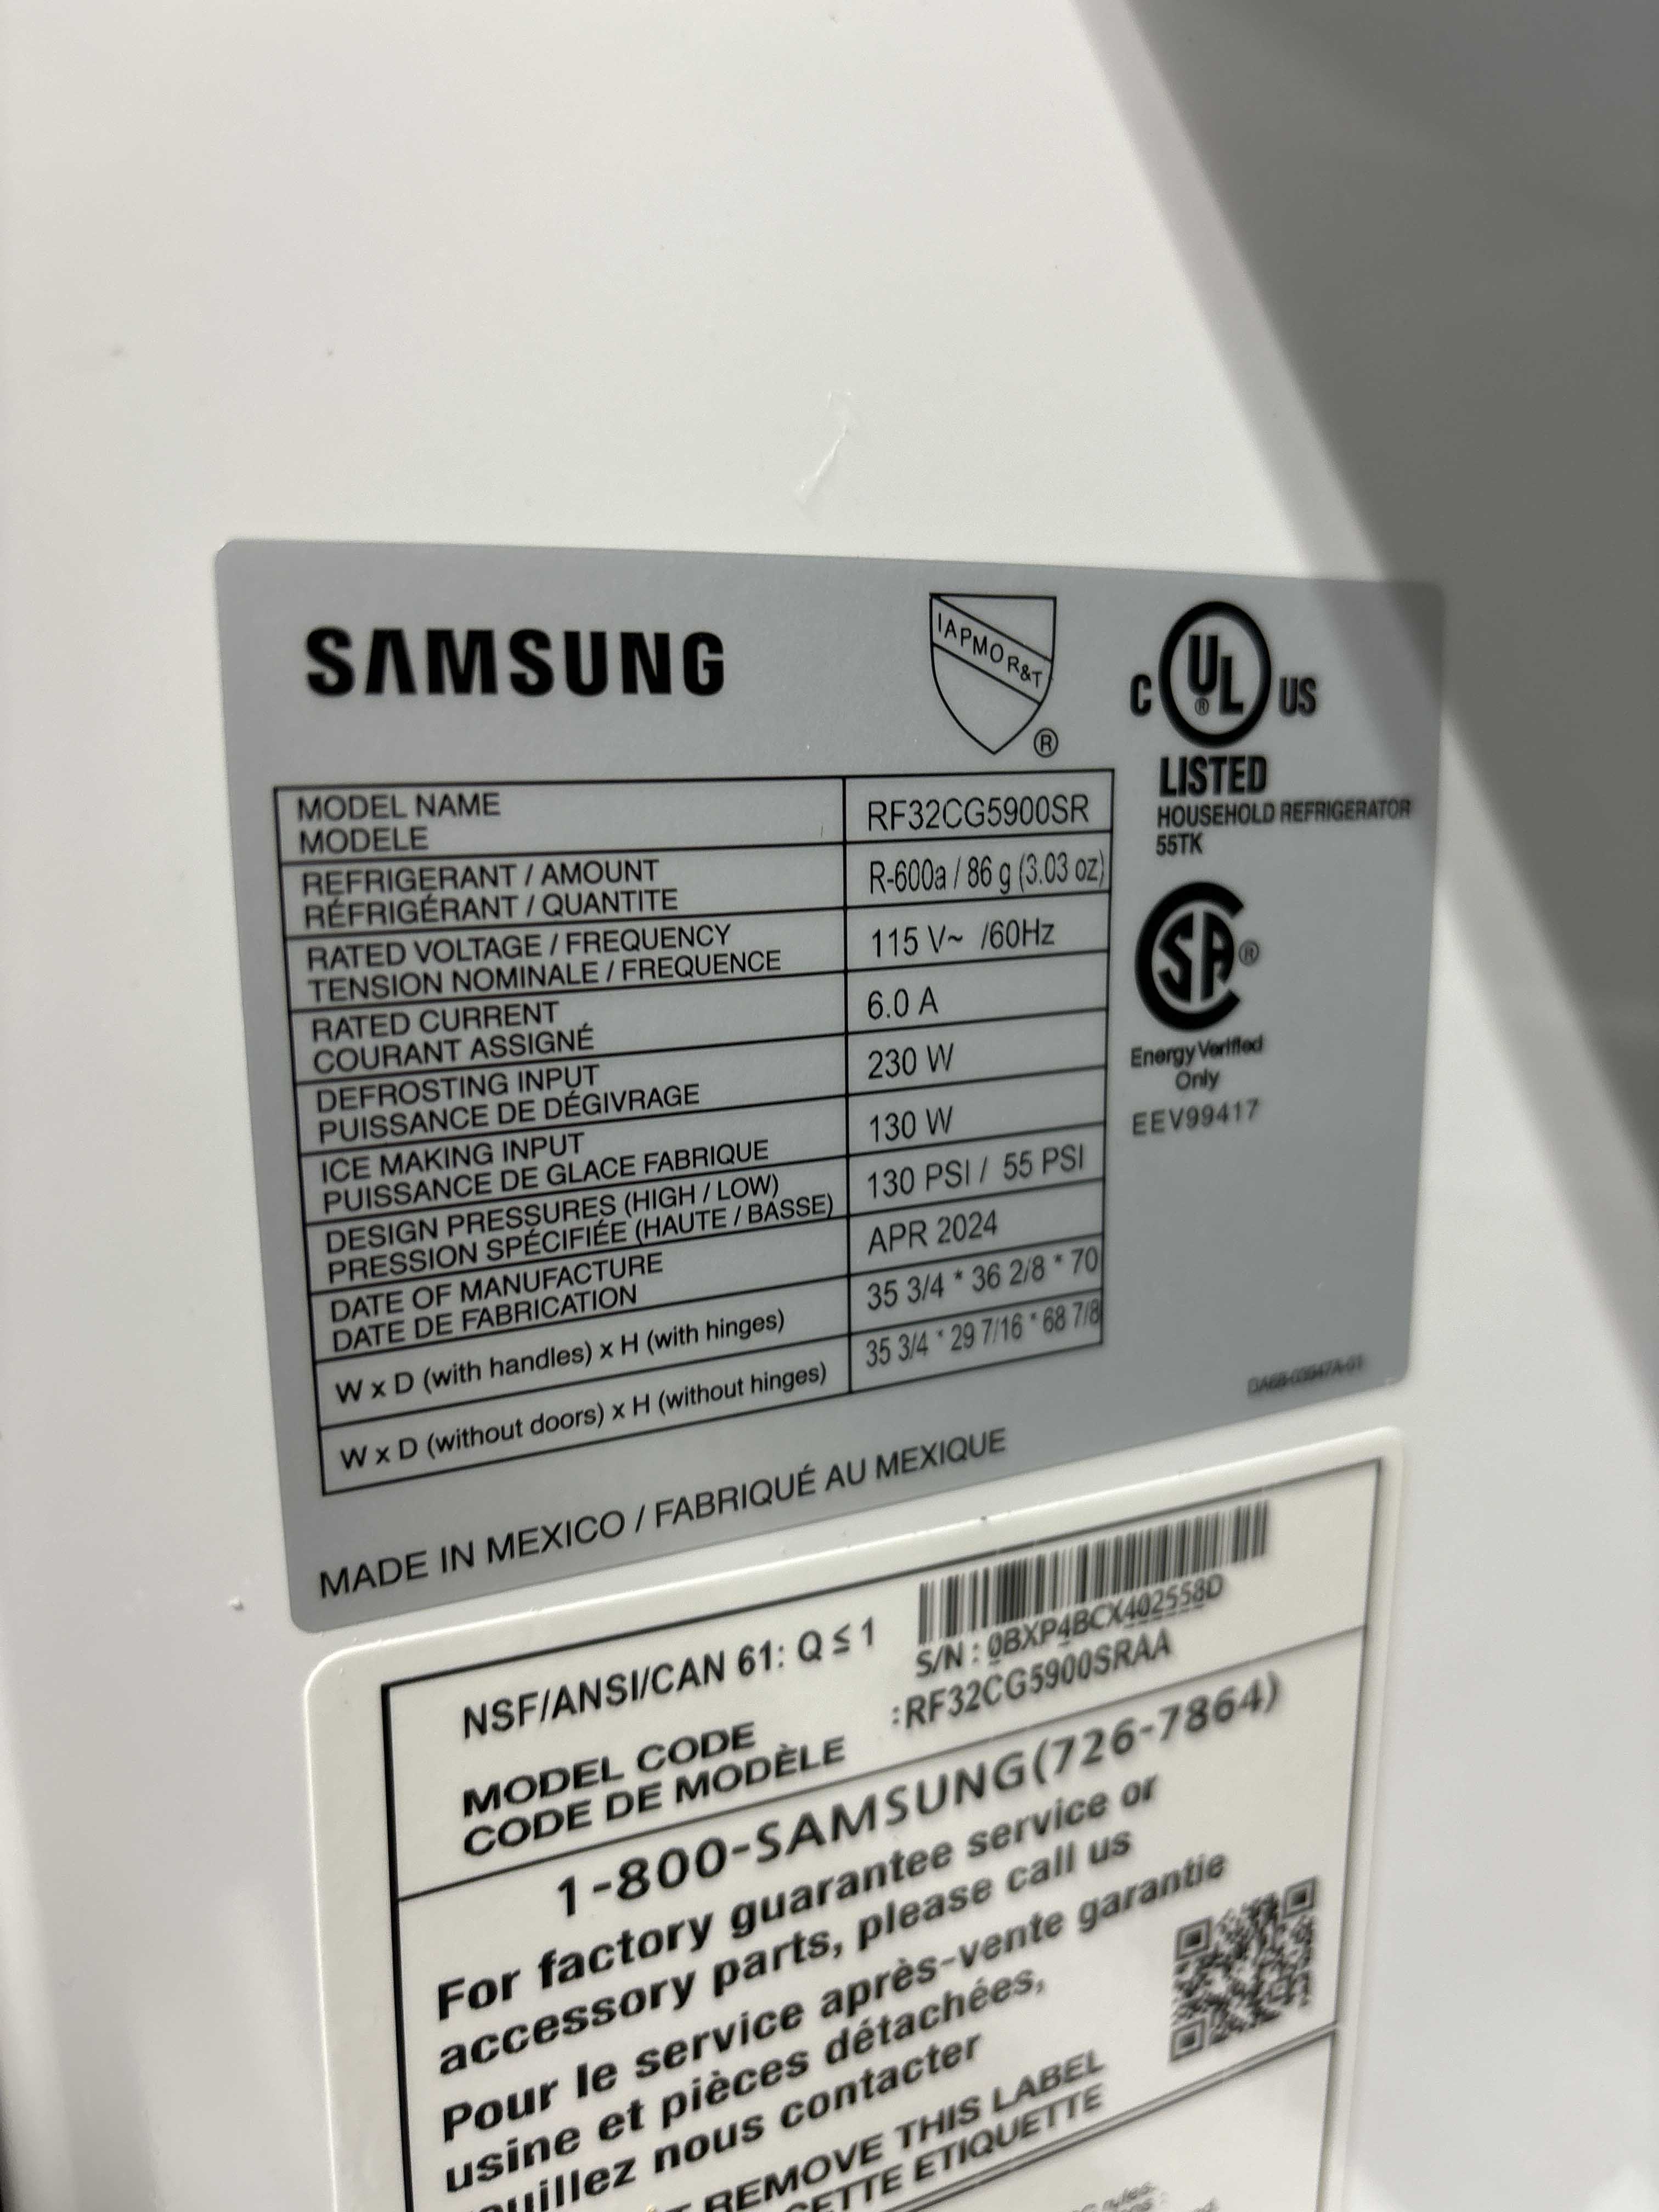 SAMSUNG
IAPMO R&T
®
C UL ® US
LISTED
HOUSEHOLD REFRIGERATOR
55TK
MODEL NAME
MODELE
RF32CG5900SR
REFRIGERANT / AMOUNT
RÉFRIGÉRANT / QUANTITE
R-600a / 86 g (3.03 oz)
RATED VOLTAGE / FREQUENCY
TENSION NOMINALE / FREQUENCE
115 V~ /60Hz
RATED CURRENT
COURANT ASSIGNÉ
6.0 A
DEFROSTING INPUT
PUISSANCE DE DÉGIVRAGE
230 W
ICE MAKING INPUT
PUISSANCE DE GLACE FABRIQUE
130 W
DESIGN PRESSURES (HIGH / LOW)
PRESSION SPÉCIFIÉE (HAUTE / BASSE)
130 PSI / 55 PSI
DATE OF MANUFACTURE
DATE DE FABRICATION
APR 2024
W x D (with handles) x H (with hinges)
35 3/4 * 36 2/8 * 70
W x D (without doors) x H (without hinges)
35 3/4 * 29 7/16 * 68 7/8
SA ®
Energy Verified
Only
EEV99417
MADE IN MEXICO / FABRIQUÉ AU MEXIQUE
NSF/ANSI/CAN 61: Q ≤ 1
S/N : 0BXP4BCX402558D
MODEL CODE
CODE DE MODÈLE
:RF32CG5900SRAA
1-800-SAMSUNG(726-7864)
For factory guarantee service or
accessory parts, please call us
Pour le service après-vente garantie
usine et pièces détachées,
nous contacter
REMOVE THIS LABEL
ETIQUETTE